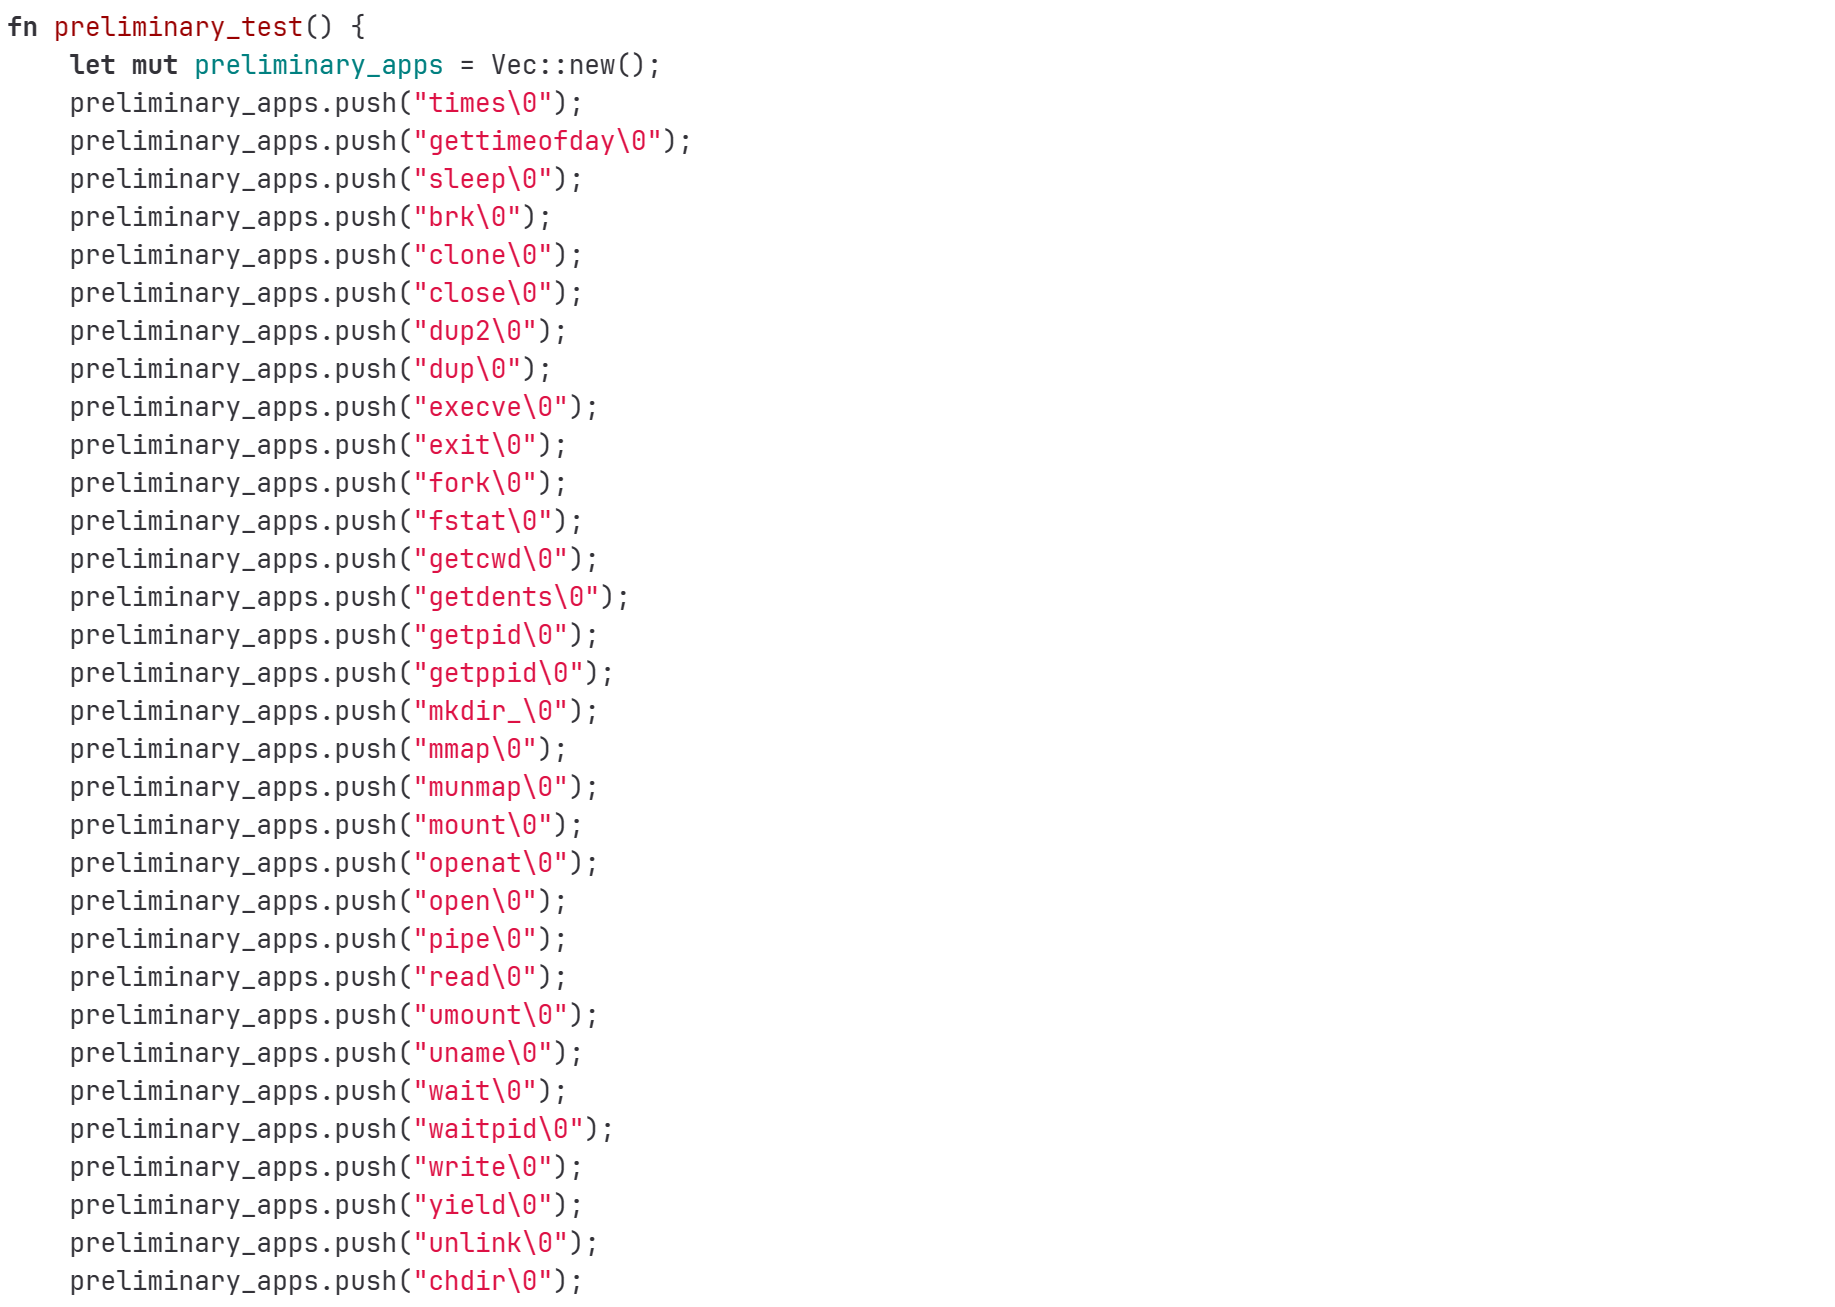 fn preliminary_test() {
    let mut preliminary_apps = Vec::new();
    preliminary_apps.push("times\0");
    preliminary_apps.push("gettimeofday\0");
    preliminary_apps.push("sleep\0");
    preliminary_apps.push("brk\0");
    preliminary_apps.push("clone\0");
    preliminary_apps.push("close\0");
    preliminary_apps.push("dup2\0");
    preliminary_apps.push("dup\0");
    preliminary_apps.push("execve\0");
    preliminary_apps.push("exit\0");
    preliminary_apps.push("fork\0");
    preliminary_apps.push("fstat\0");
    preliminary_apps.push("getcwd\0");
    preliminary_apps.push("getdents\0");
    preliminary_apps.push("getpid\0");
    preliminary_apps.push("getppid\0");
    preliminary_apps.push("mkdir_\0");
    preliminary_apps.push("mmap\0");
    preliminary_apps.push("munmap\0");
    preliminary_apps.push("mount\0");
    preliminary_apps.push("openat\0");
    preliminary_apps.push("open\0");
    preliminary_apps.push("pipe\0");
    preliminary_apps.push("read\0");
    preliminary_apps.push("umount\0");
    preliminary_apps.push("uname\0");
    preliminary_apps.push("wait\0");
    preliminary_apps.push("waitpid\0");
    preliminary_apps.push("write\0");
    preliminary_apps.push("yield\0");
    preliminary_apps.push("unlink\0");
    preliminary_apps.push("chdir\0");